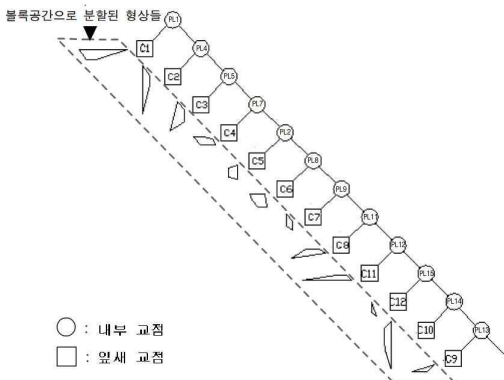 볼록공간으로 분할된 형상들
PL1
C1
PL4
C2
PL5
C3
PL7
C4
PL2
C5
PL8
C6
PL9
C7
PL11
C8
PL12
C11
PL15
C12
PL14
C10
PL13
C9
: 내부 교점
: 잎새 교점